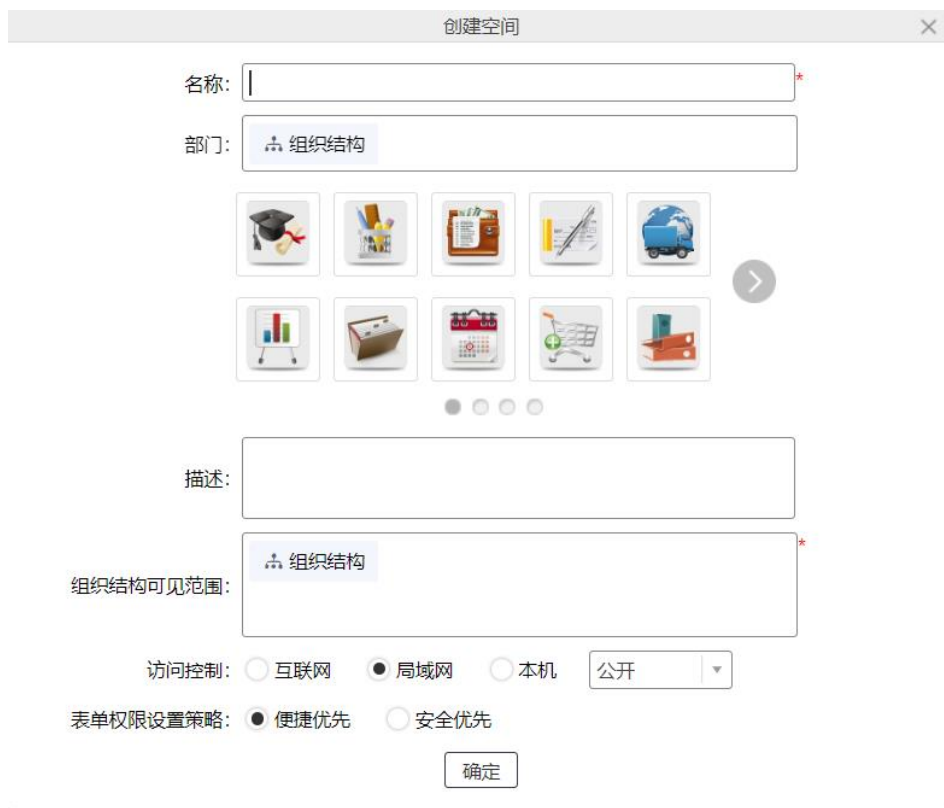 创建空间
名称: *
部门: 组织结构
描述:
组织结构可见范围: 组织结构 *
访问控制: 互联网 局域网 本机 公开
表单权限设置策略: 便捷优先 安全优先
确定